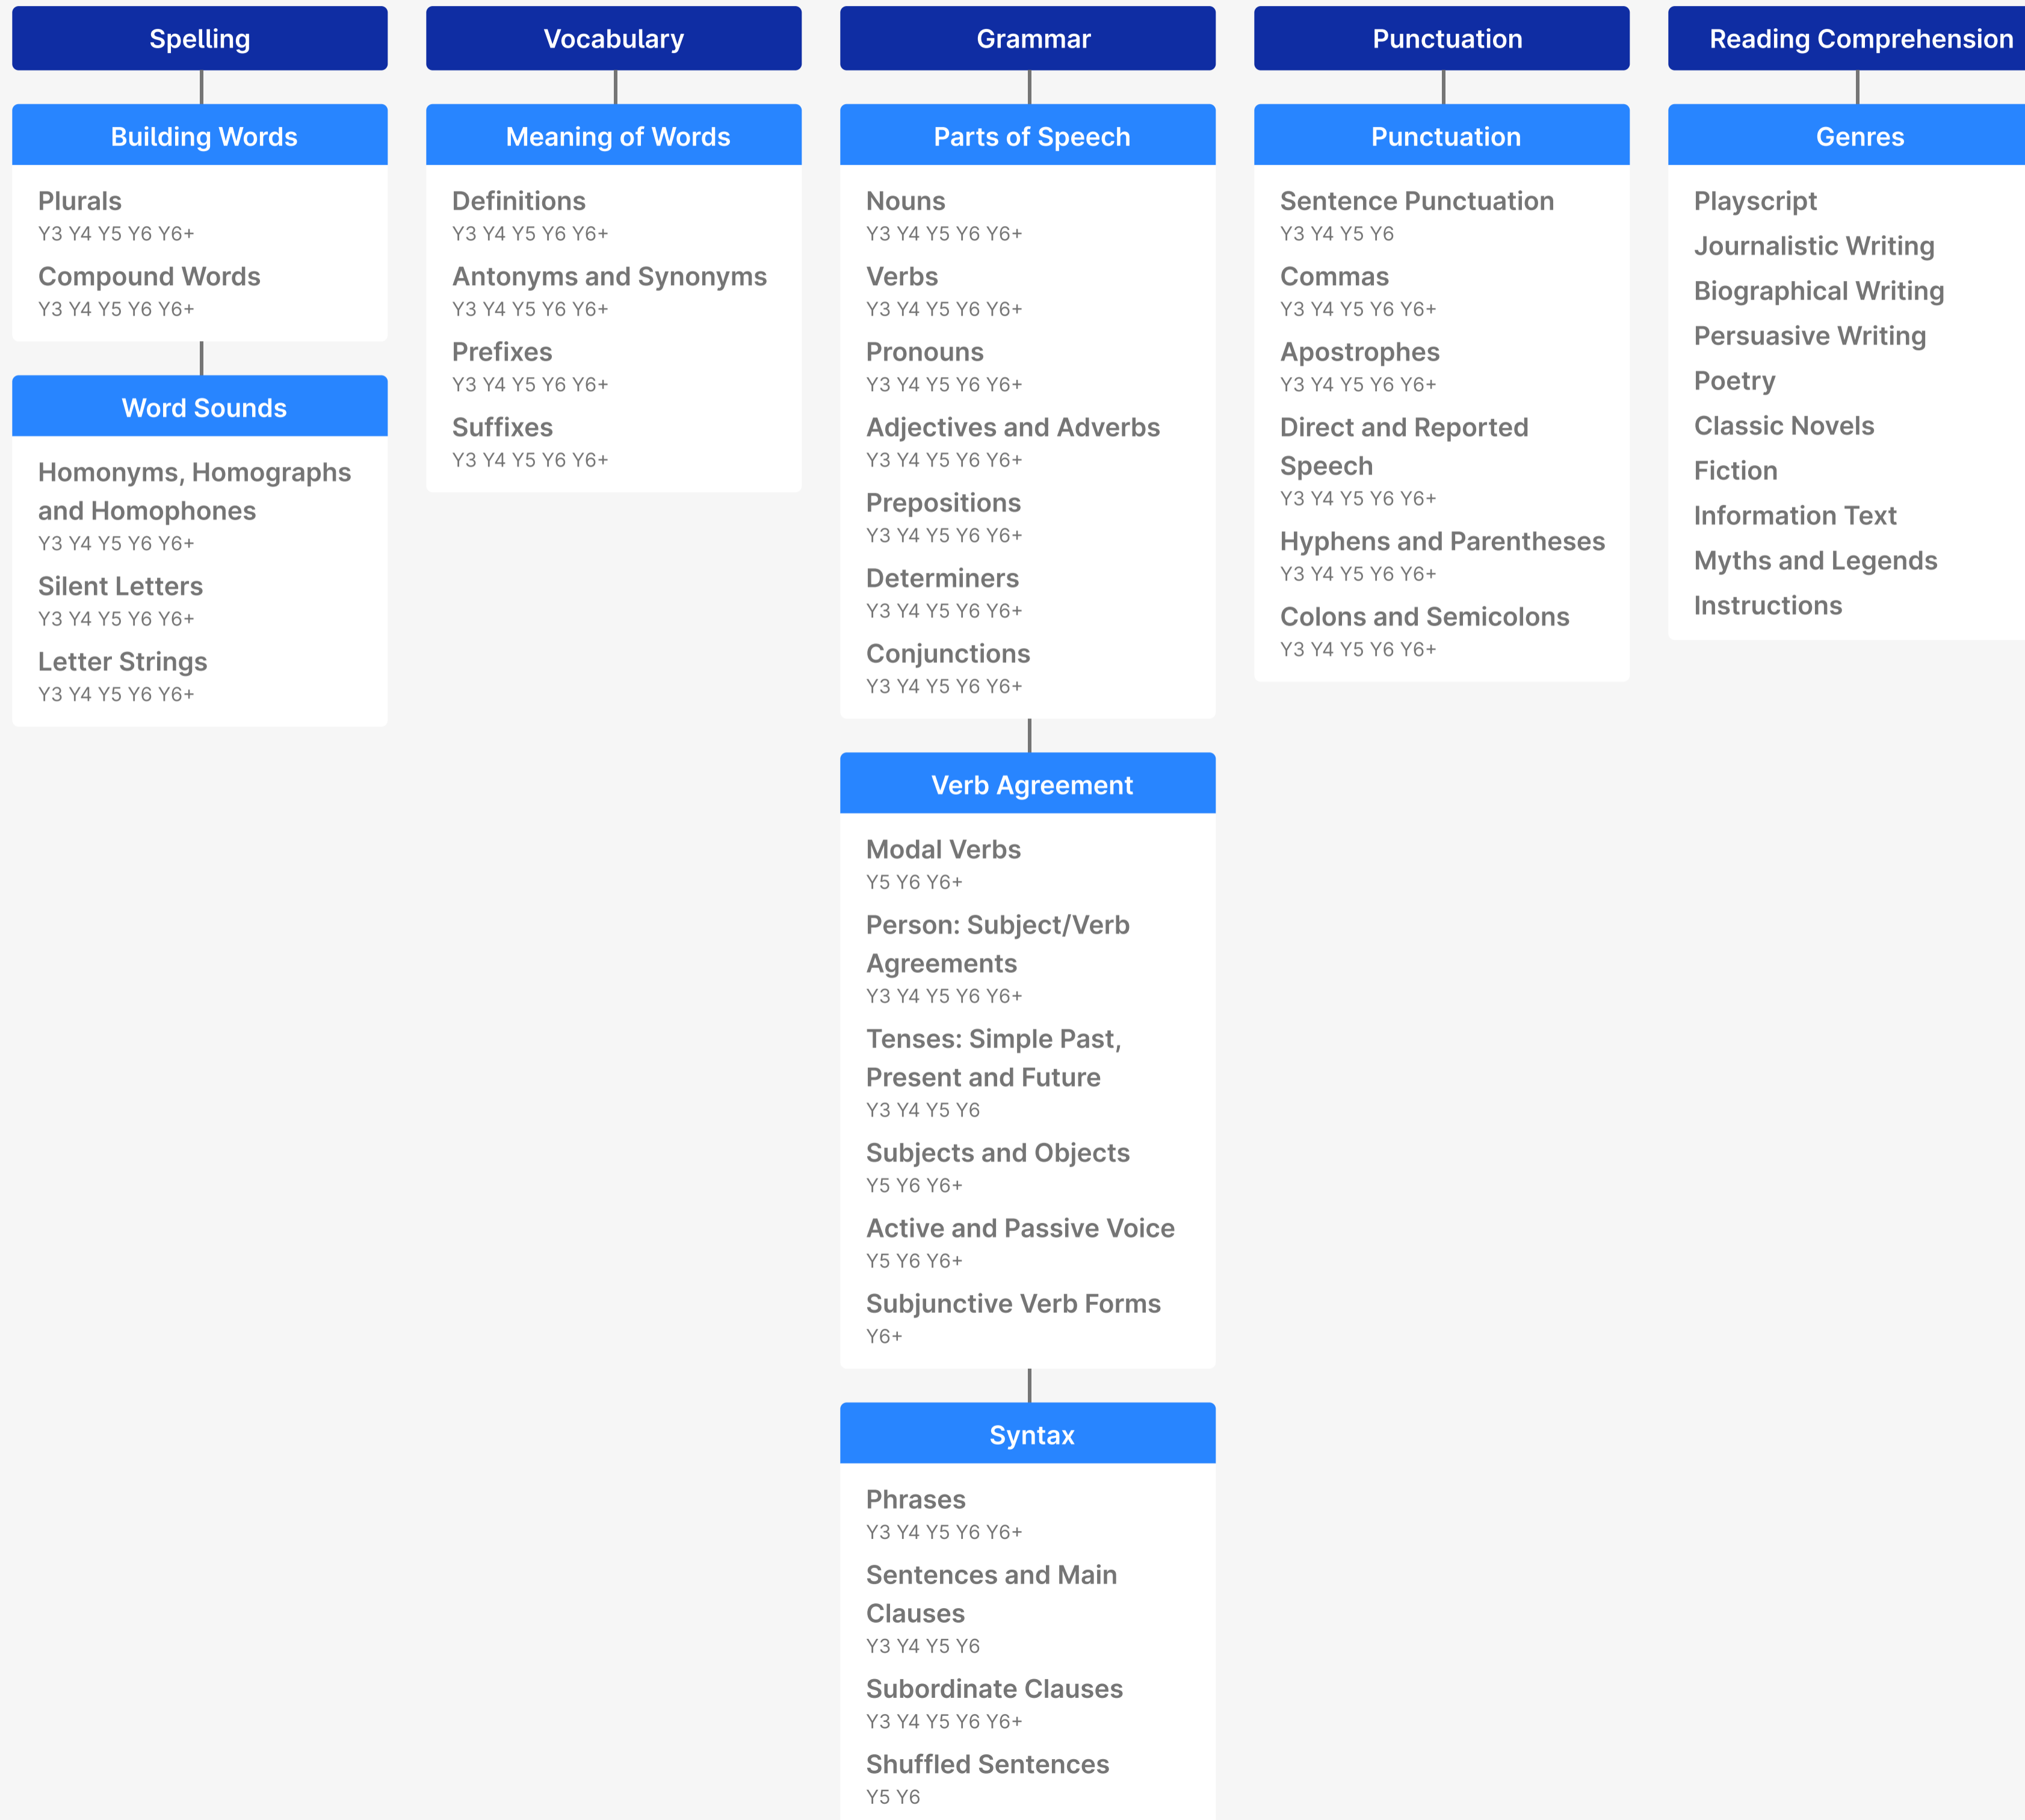 Spelling
Building Words
Plurals
Y3 Y4 Y5 Y6 Y6+
Compound Words
Y3 Y4 Y5 Y6 Y6+
Word Sounds
Homonyms, Homographs
and Homophones
Y3 Y4 Y5 Y6 Y6+
Silent Letters
Y3 Y4 Y5 Y6 Y6+
Letter Strings
Y3 Y4 Y5 Y6 Y6+
Vocabulary
Meaning of Words
Definitions
Y3 Y4 Y5 Y6 Y6+
Antonyms and Synonyms
Y3 Y4 Y5 Y6 Y6+
Prefixes
Y3 Y4 Y5 Y6 Y6+
Suffixes
Y3 Y4 Y5 Y6 Y6+
Grammar
Parts of Speech
Nouns
Y3 Y4 Y5 Y6 Y6+
Verbs
Y3 Y4 Y5 Y6 Y6+
Pronouns
Y3 Y4 Y5 Y6 Y6+
Adjectives and Adverbs
Y3 Y4 Y5 Y6 Y6+
Prepositions
Y3 Y4 Y5 Y6 Y6+
Determiners
Y3 Y4 Y5 Y6 Y6+
Conjunctions
Y3 Y4 Y5 Y6 Y6+
Verb Agreement
Modal Verbs
Y5 Y6 Y6+
Person: Subject/Verb
Agreements
Y3 Y4 Y5 Y6 Y6+
Tenses: Simple Past,
Present and Future
Y3 Y4 Y5 Y6
Subjects and Objects
Y5 Y6 Y6+
Active and Passive Voice
Y5 Y6 Y6+
Subjunctive Verb Forms
Y6+
Syntax
Phrases
Y3 Y4 Y5 Y6 Y6+
Sentences and Main
Clauses
Y3 Y4 Y5 Y6
Subordinate Clauses
Y3 Y4 Y5 Y6 Y6+
Shuffled Sentences
Y5 Y6
Punctuation
Punctuation
Sentence Punctuation
Y3 Y4 Y5 Y6
Commas
Y3 Y4 Y5 Y6 Y6+
Apostrophes
Y3 Y4 Y5 Y6 Y6+
Direct and Reported
Speech
Y3 Y4 Y5 Y6 Y6+
Hyphens and Parentheses
Y3 Y4 Y5 Y6 Y6+
Colons and Semicolons
Y3 Y4 Y5 Y6 Y6+
Reading Comprehension
Genres
Playscript
Journalistic Writing
Biographical Writing
Persuasive Writing
Poetry
Classic Novels
Fiction
Information Text
Myths and Legends
Instructions